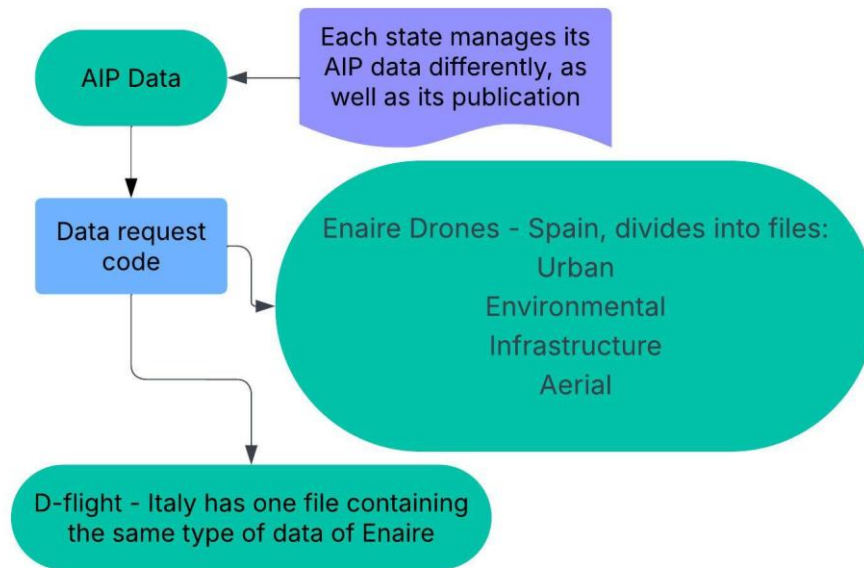 AIP Data
Each state manages its
AIP data differently, as
well as its publication
Data request
code
Enaire Drones - Spain, divides into files:
Urban
Environmental
Infrastructure
Aerial
D-flight - Italy has one file containing
the same type of data of Enaire